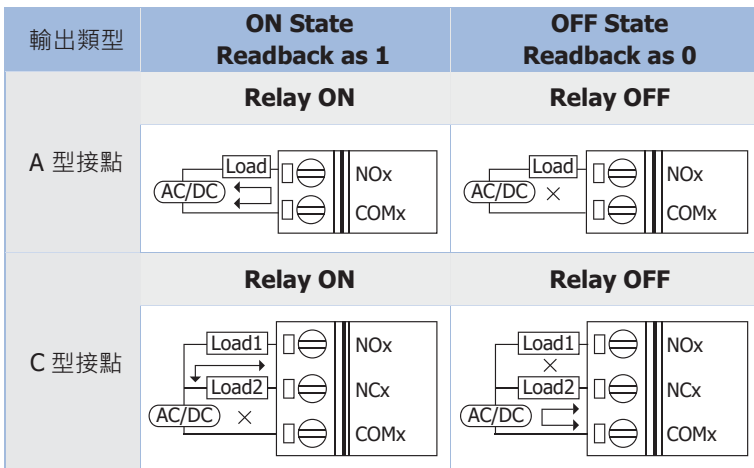 輸出類型
ON State
Readback as 1
OFF State
Readback as 0
A 型接點
Relay ON
Relay OFF
Load
AC/DC
NOx
COMx
Load
AC/DC
NOx
COMx
C 型接點
Relay ON
Relay OFF
Load1
Load2
AC/DC
NOx
NCx
COMx
Load1
Load2
AC/DC
NOx
NCx
COMx